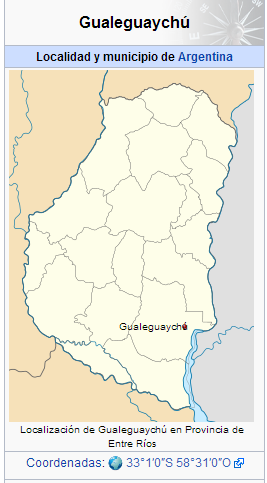 Gualeguaychú
Localidad y municipio de Argentina
Gualeguaychú
Localización de Gualeguaychú en Provincia de
Entre Ríos
Coordenadas: 33°1′0″S 58°31′0″O